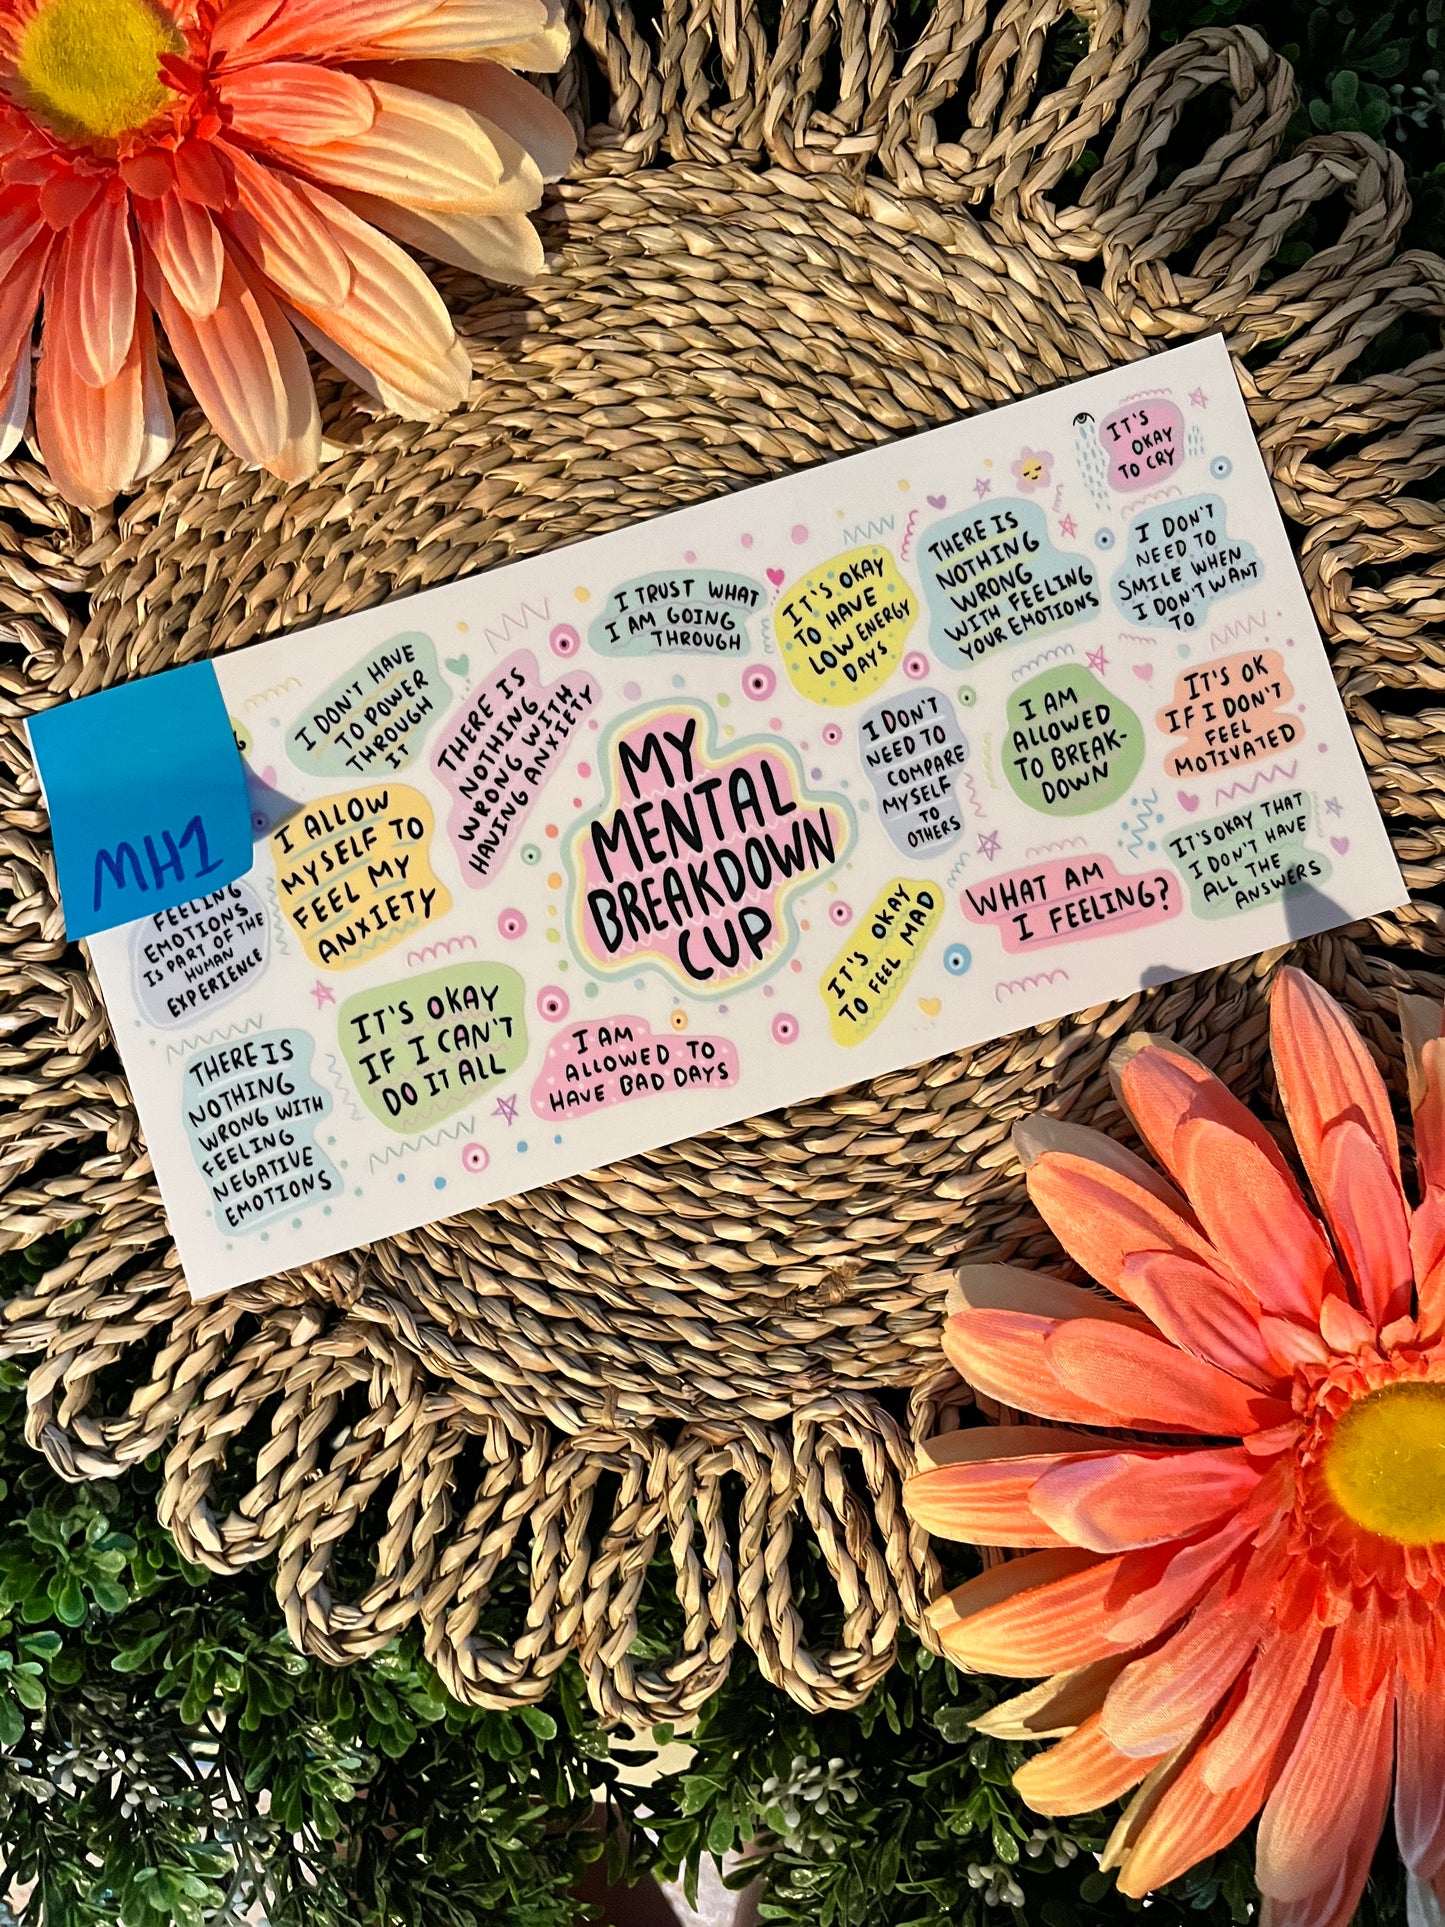 MH1
I DON'T HAVE
TO POWER
THROUGH
IT
THERE IS
NOTHING
WRONG WITH
HAVING ANXIETY
I TRUST WHAT
I AM GOING
THROUGH
IT'S OKAY
TO HAVE
LOW ENERGY
DAYS
THERE IS
NOTHING
WRONG
WITH FEELING
YOUR EMOTIONS
IT'S
OKAY
TO CRY
I DON'T
NEED TO
SMILE WHEN
I DON'T WANT
TO
I ALLOW
MYSELF TO
FEEL MY
ANXIETY
MY
MENTAL
BREAKDOWN
CUP
I DON'T
NEED TO
COMPARE
MYSELF
TO
OTHERS
I AM
ALLOWED
TO BREAK-
DOWN
IT'S OK
IF I DON'T
FEEL
MOTIVATED
FEELING
EMOTIONS
IS PART OF THE
HUMAN
EXPERIENCE
IT'S OKAY
TO FEEL MAD
WHAT AM
I FEELING?
IT'S OKAY THAT
I DON'T HAVE
ALL THE
ANSWERS
THERE IS
NOTHING
WRONG WITH
FEELING
NEGATIVE
EMOTIONS
IT'S OKAY
IF I CAN'T
DO IT ALL
I AM
ALLOWED TO
HAVE BAD DAYS